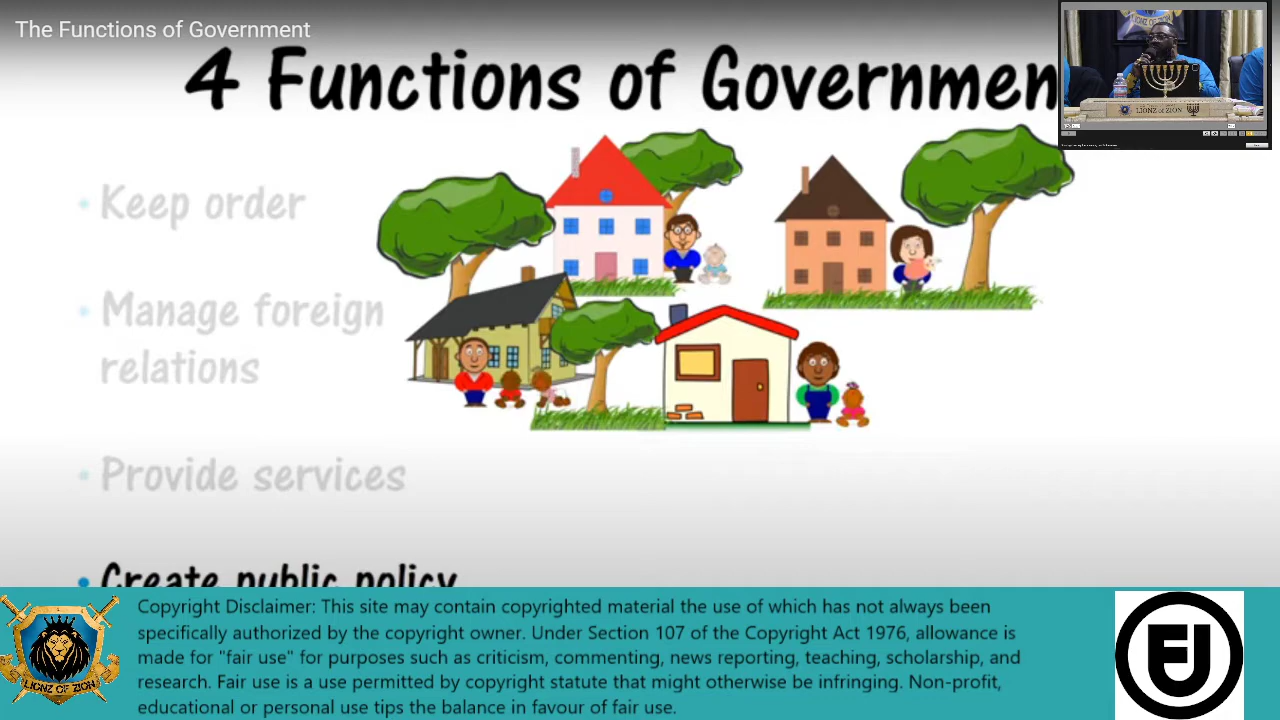 The Functions of Government
4 Functions of Governmen
• Keep order
• Manage foreign
relations
• Provide services
• Create public policy
LIONZ OF ZION
Copyright Disclaimer: This site may contain copyrighted material the use of which has not always been
specifically authorized by the copyright owner. Under Section 107 of the Copyright Act 1976, allowance is
made for "fair use" for purposes such as criticism, commenting, news reporting, teaching, scholarship, and
research. Fair use is a use permitted by copyright statute that might otherwise be infringing. Non-profit,
educational or personal use tips the balance in favour of fair use.
LIONZ OF ZION